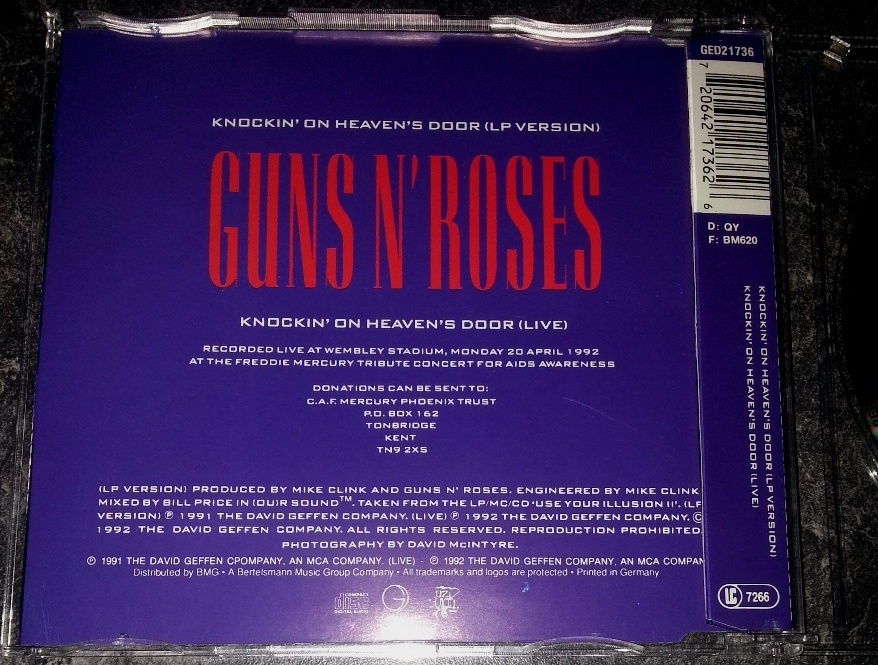 KNOCKIN' ON HEAVEN'S DOOR (LP VERSION)
GUNS N' ROSES
KNOCKIN' ON HEAVEN'S DOOR (LIVE)
RECORDED LIVE AT WEMBLEY STADIUM, MONDAY 20 APRIL 1992
AT THE FREDDIE MERCURY TRIBUTE CONCERT FOR AIDS AWARENESS
DONATIONS CAN BE SENT TO:
C.A.F. MERCURY PHOENIX TRUST
P.O. BOX 162
TONBRIDGE
KENT
TN9 2XS
(LP VERSION) PRODUCED BY MIKE CLINK AND GUNS N' ROSES. ENGINEERED BY MIKE CLINK
MIXED BY BILL PRICE IN (OUR SOUND™. TAKEN FROM THE LP/MC/CD 'USE YOUR ILLUSION II'. (LP
VERSION) ℗ 1991 THE DAVID GEFFEN COMPANY. (LIVE) ℗ 1992 THE DAVID GEFFEN COMPANY. ©
1992 THE DAVID GEFFEN COMPANY. ALL RIGHTS RESERVED. REPRODUCTION PROHIBITED.
PHOTOGRAPHY BY DAVID McINTYRE.
℗ 1991 THE DAVID GEFFEN CPOMPANY, AN MCA COMPANY. (LIVE) - ℗ 1992 THE DAVID GEFFEN COMPANY, AN MCA COMPAN
Distributed by BMG • A Bertelsmann Music Group Company • All trademarks and logos are protected • Printed in Germany
COMPACT
disc
DIGITAL AUDIO
GED21736
7 20642 17362 6
D: QY
F: BM620
KNOCKIN' ON HEAVEN'S DOOR (LP VERSION)
KNOCKIN' ON HEAVEN'S DOOR (LIVE)
LC 7266